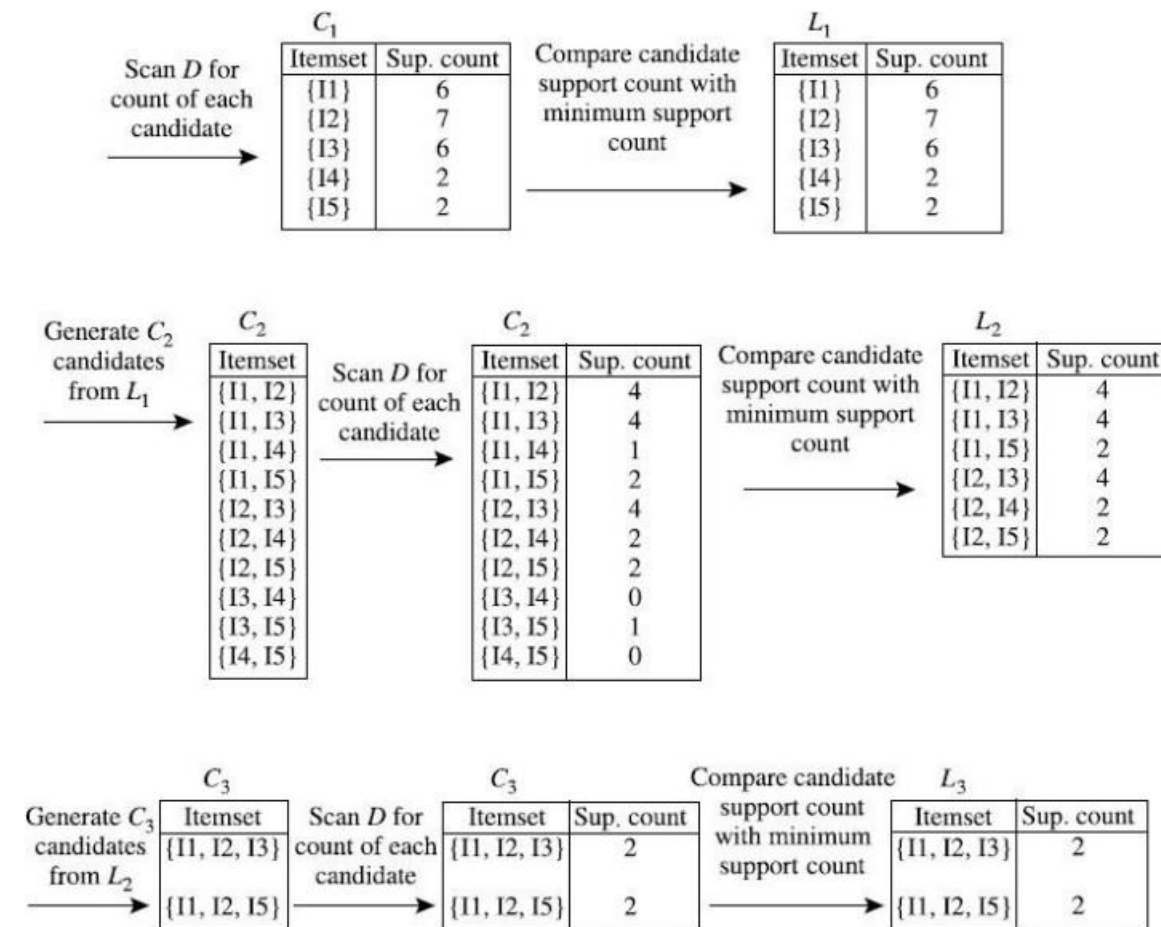 C1
L1
Scan D for
count of each
candidate
Itemset Sup. count
{I1} 6
{I2} 7
{I3} 6
{I4} 2
{I5} 2
Compare candidate
support count with
minimum support
count
Itemset Sup. count
{I1} 6
{I2} 7
{I3} 6
{I4} 2
{I5} 2
Generate C2
candidates
from L1
C2
Itemset
{I1, I2}
{I1, I3}
{I1, I4}
{I1, I5}
{I2, I3}
{I2, I4}
{I2, I5}
{I3, I4}
{I3, I5}
{I4, I5}
Scan D for
count of each
candidate
C2
Itemset Sup. count
{I1, I2} 4
{I1, I3} 4
{I1, I4} 1
{I1, I5} 2
{I2, I3} 4
{I2, I4} 2
{I2, I5} 2
{I3, I4} 0
{I3, I5} 1
{I4, I5} 0
Compare candidate
support count with
minimum support
count
L2
Itemset Sup. count
{I1, I2} 4
{I1, I3} 4
{I1, I5} 2
{I2, I3} 4
{I2, I4} 2
{I2, I5} 2
Generate C3
candidates
from L2
C3
Itemset
{I1, I2, I3}
{I1, I2, I5}
Scan D for
count of each
candidate
C3
Itemset Sup. count
{I1, I2, I3} 2
{I1, I2, I5} 2
Compare candidate
support count
with minimum
support count
L3
Itemset Sup. count
{I1, I2, I3} 2
{I1, I2, I5} 2